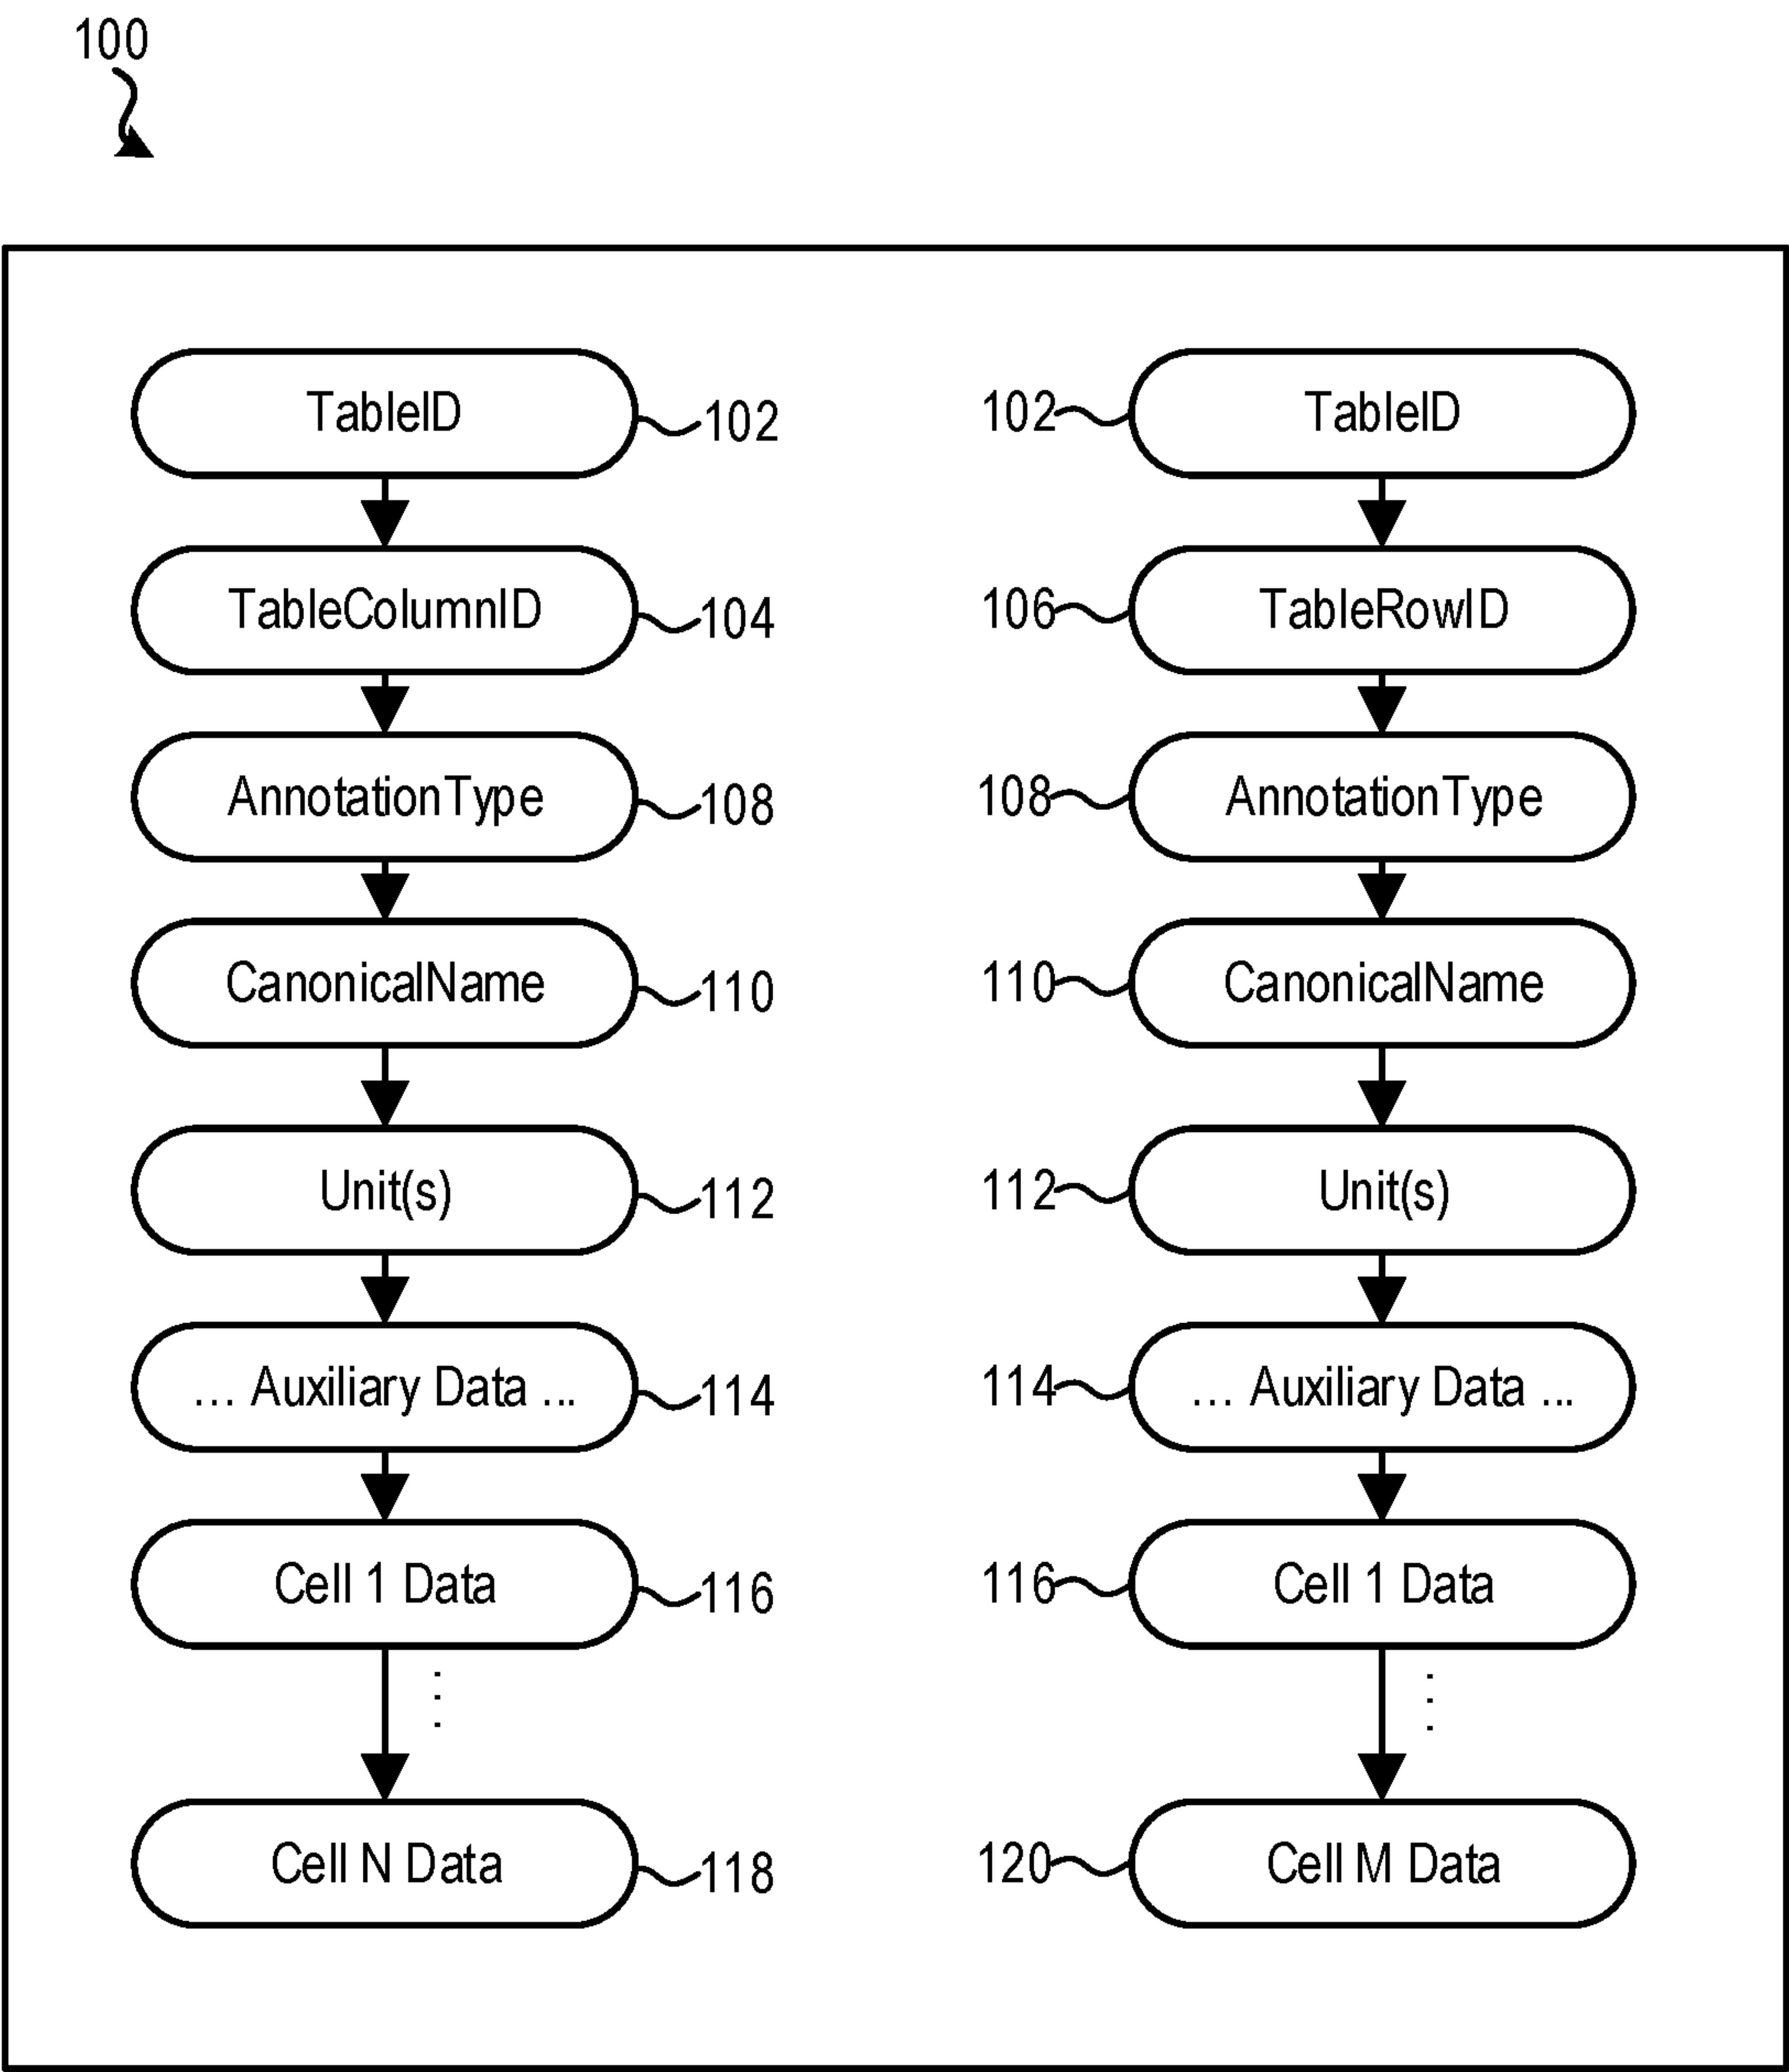 100
TableID
102
102
TableID
TableColumnID
104
106
TableRowID
AnnotationType
108
108
AnnotationType
CanonicalName
110
110
CanonicalName
Unit(s)
112
112
Unit(s)
... Auxiliary Data ...
114
114
... Auxiliary Data ...
Cell 1 Data
116
116
Cell 1 Data
⋮
⋮
Cell N Data
118
120
Cell M Data